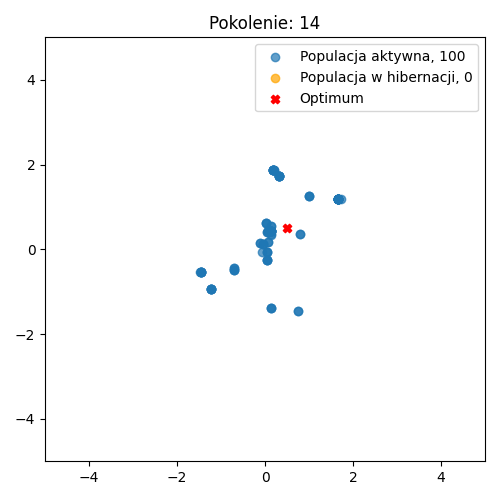 Pokolenie: 14
Populacja aktywna, 100
Populacja w hibernacji, 0
Optimum
4
2
0
−2
−4
−4 −2 0 2 4